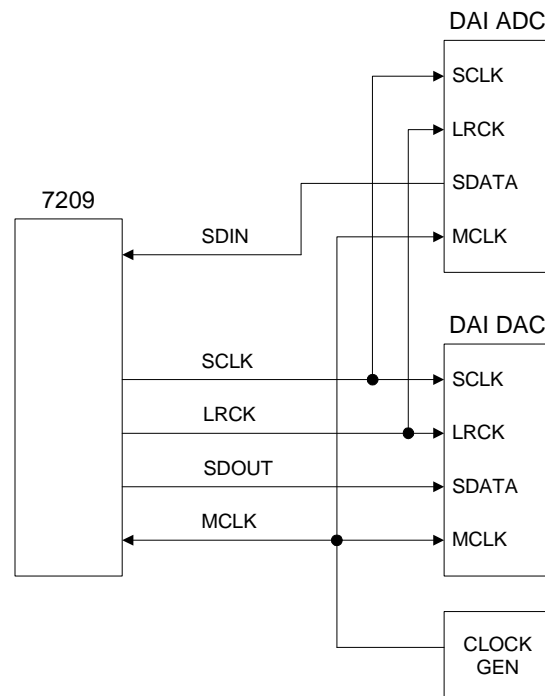 DAI ADC
SCLK
LRCK
SDATA
MCLK
7209
SDIN
SCLK
LRCK
SDOUT
MCLK
DAI DAC
SCLK
LRCK
SDATA
MCLK
CLOCK
GEN